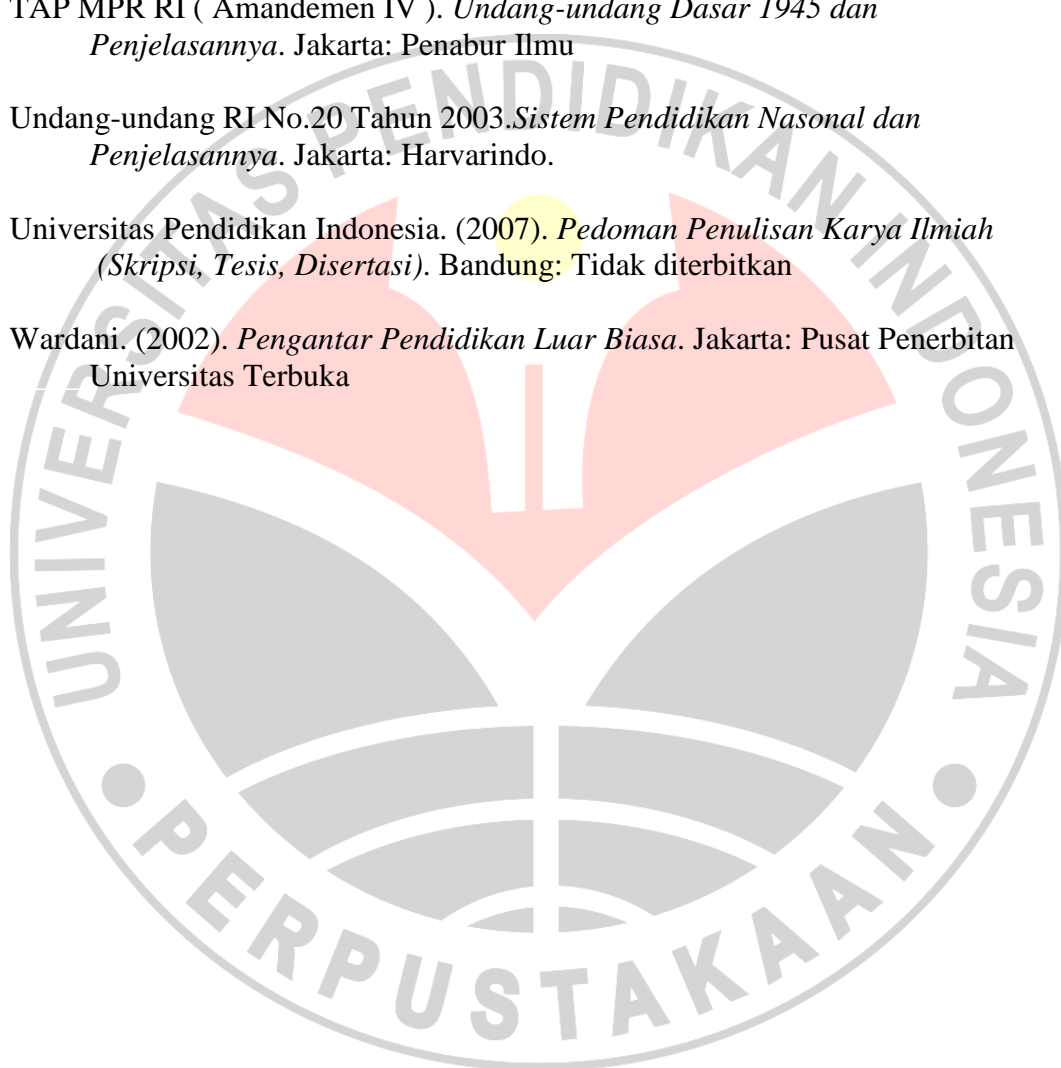 TAP MPR RI ( Amandemen IV ). Undang-undang Dasar 1945 dan
Penjelasannya. Jakarta: Penabur Ilmu
Undang-undang RI No.20 Tahun 2003.Sistem Pendidikan Nasonal dan
Penjelasannya. Jakarta: Harvarindo.
Universitas Pendidikan Indonesia. (2007). Pedoman Penulisan Karya Ilmiah
(Skripsi, Tesis, Disertasi). Bandung: Tidak diterbitkan
Wardani. (2002). Pengantar Pendidikan Luar Biasa. Jakarta: Pusat Penerbitan
Universitas Terbuka
UNIVERSITAS PENDIDIKAN INDONESIA
PERPUSTAKAAN